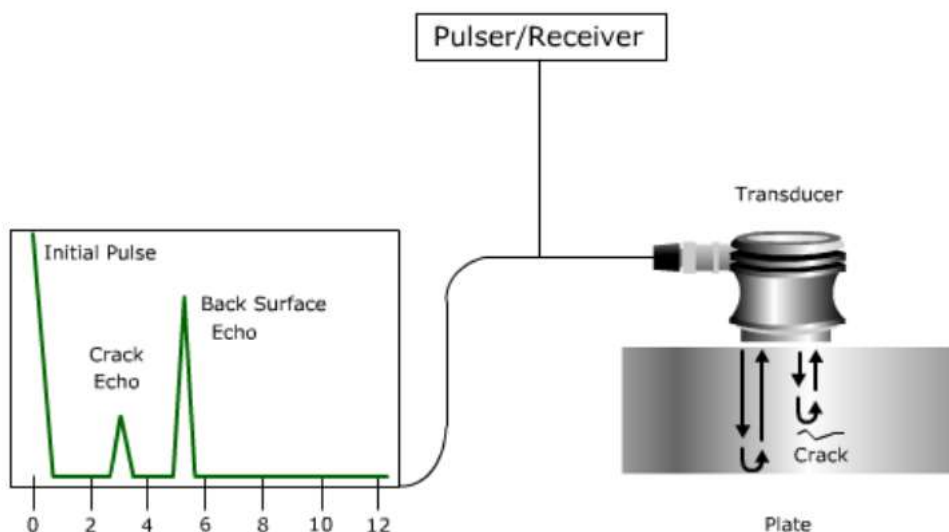 Pulser/Receiver
Transducer
Initial Pulse
Back Surface
Echo
Crack
Echo
Crack
0 2 4 6 8 10 12
Plate